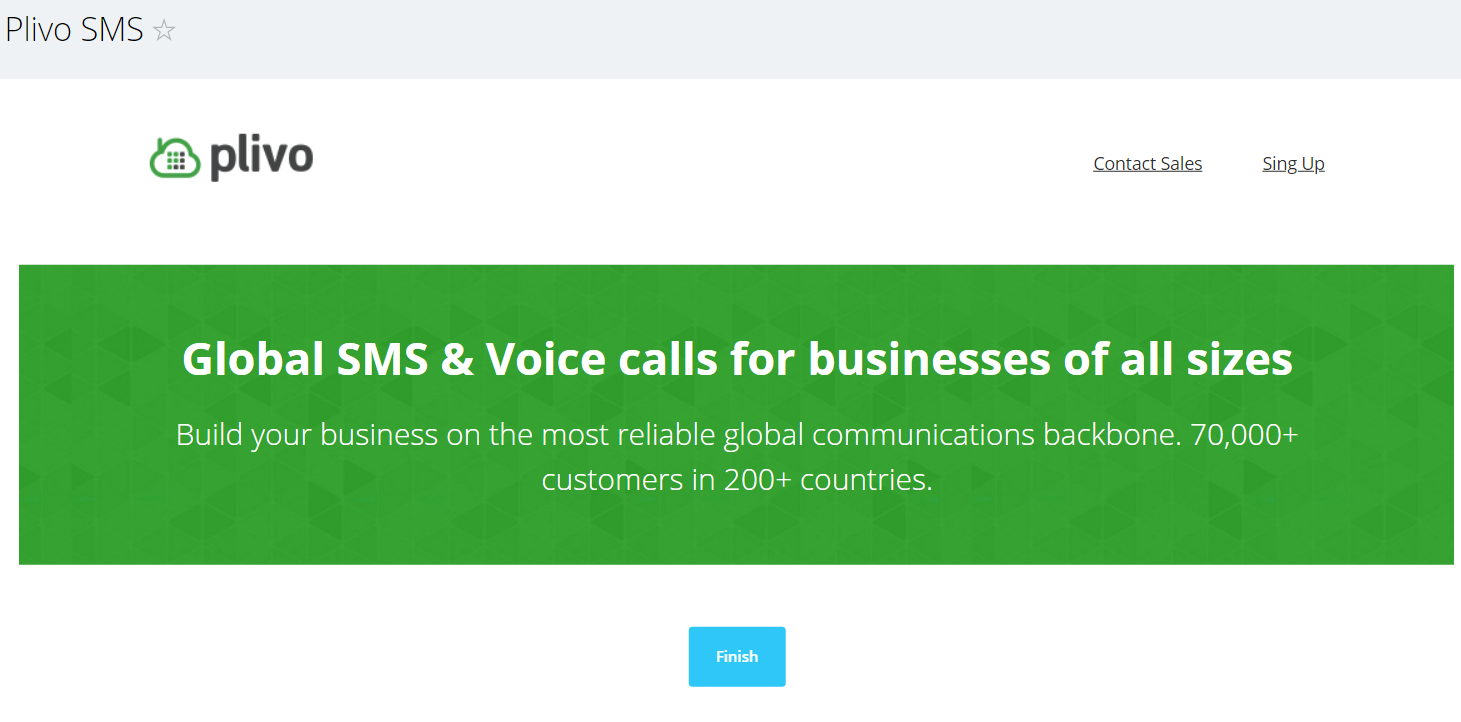 Plivo SMS ☆
plivo
Contact Sales
Sing Up
Global SMS & Voice calls for businesses of all sizes
Build your business on the most reliable global communications backbone. 70,000+
customers in 200+ countries.
Finish